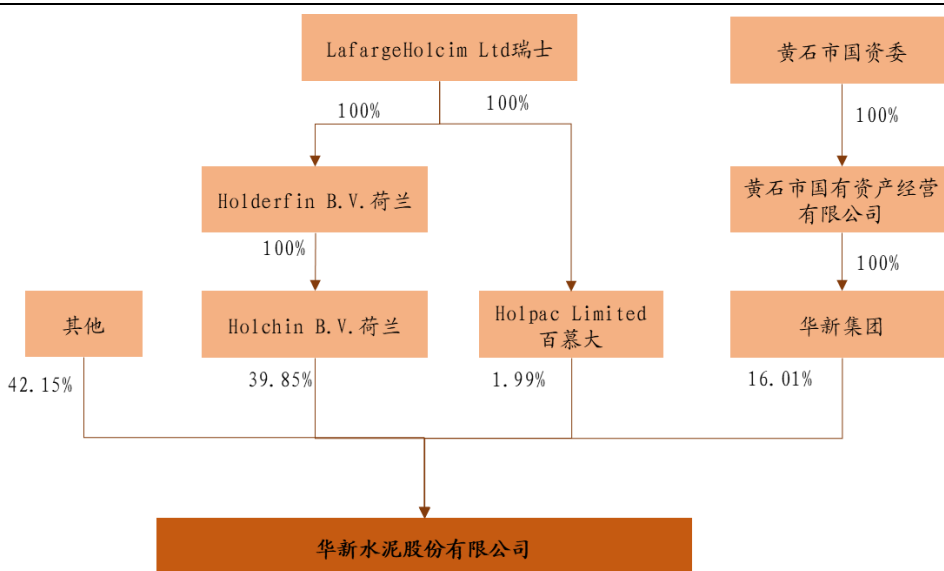 LafargeHolcim Ltd瑞士
黄石市国资委
100%
100%
100%
Holderfin B.V.荷兰
黄石市国有资产经营
有限公司
100%
100%
其他
Holchin B.V.荷兰
Holpac Limited
百慕大
华新集团
42.15%
39.85%
1.99%
16.01%
华新水泥股份有限公司